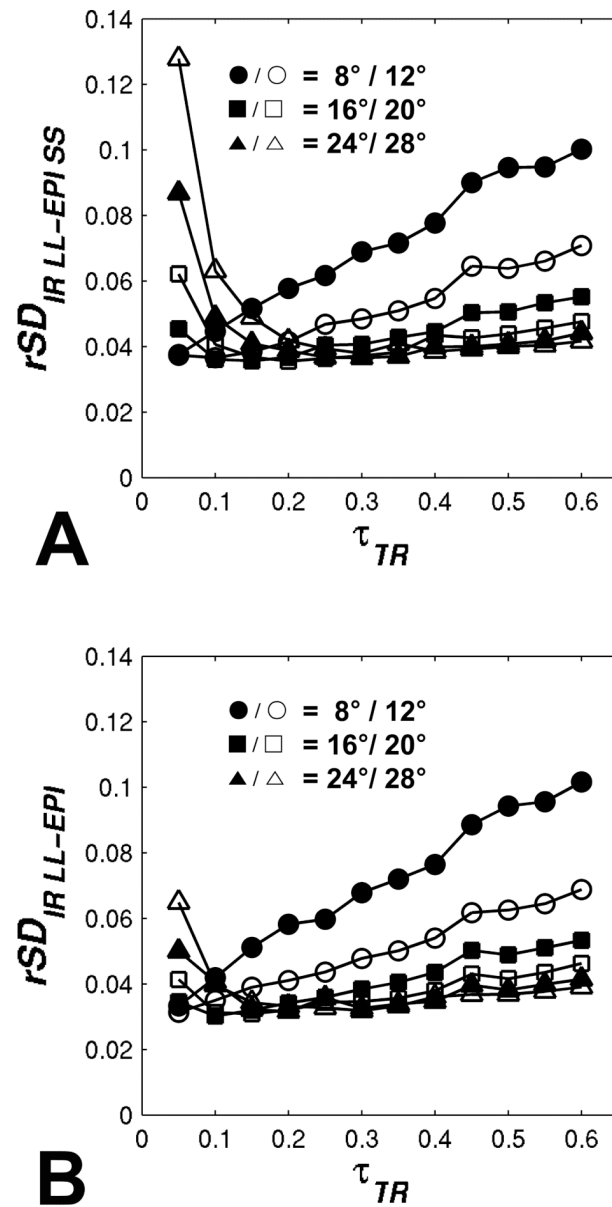 0.14
0.12
0.1
0.08
0.06
0.04
0.02
0
rSD IR LL-EPI SS
●/○ = 8°/12°
■/□ = 16°/20°
▲/△ = 24°/28°
0 0.1 0.2 0.3 0.4 0.5 0.6
τ TR
A
0.14
0.12
0.1
0.08
0.06
0.04
0.02
0
rSD IR LL-EPI
●/○ = 8°/12°
■/□ = 16°/20°
▲/△ = 24°/28°
0 0.1 0.2 0.3 0.4 0.5 0.6
τ TR
B